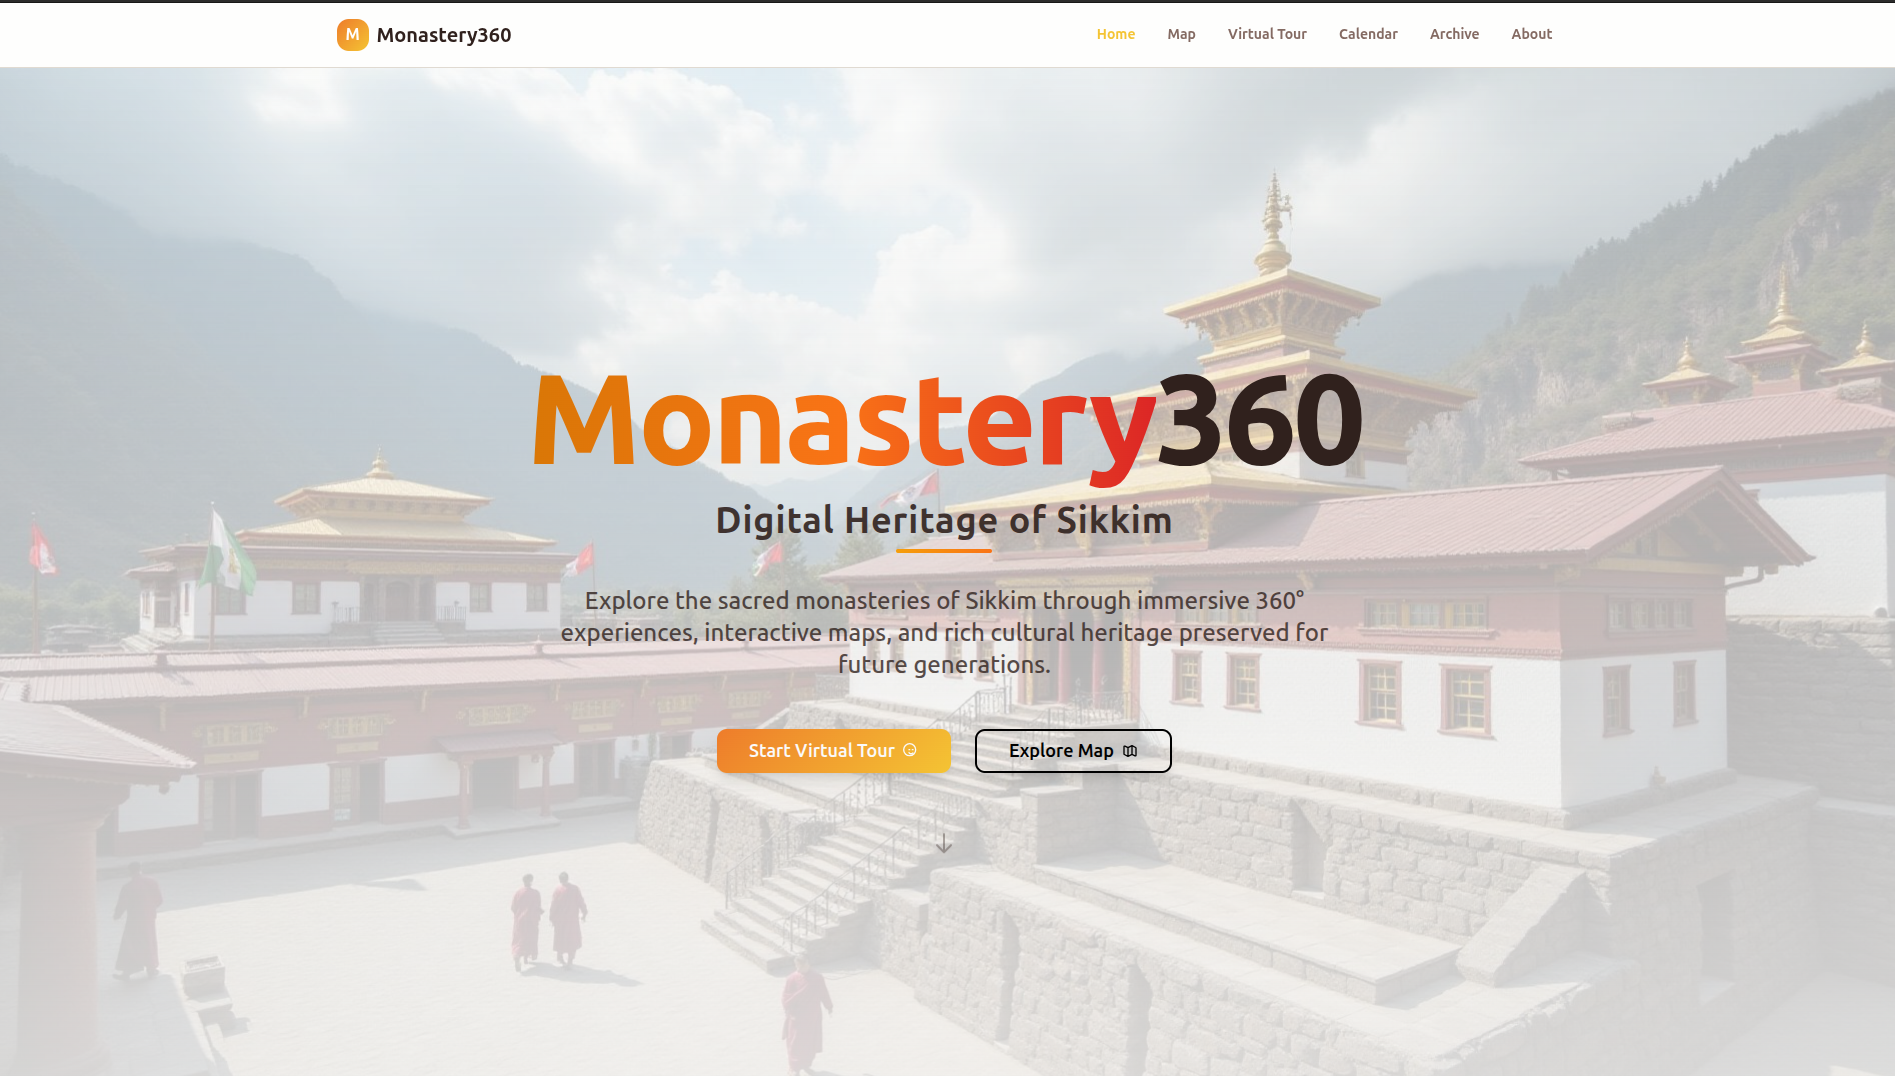 M Monastery360
Home Map Virtual Tour Calendar Archive About
Monastery360
Digital Heritage of Sikkim
Explore the sacred monasteries of Sikkim through immersive 360°
experiences, interactive maps, and rich cultural heritage preserved for
future generations.
Start Virtual Tour
Explore Map